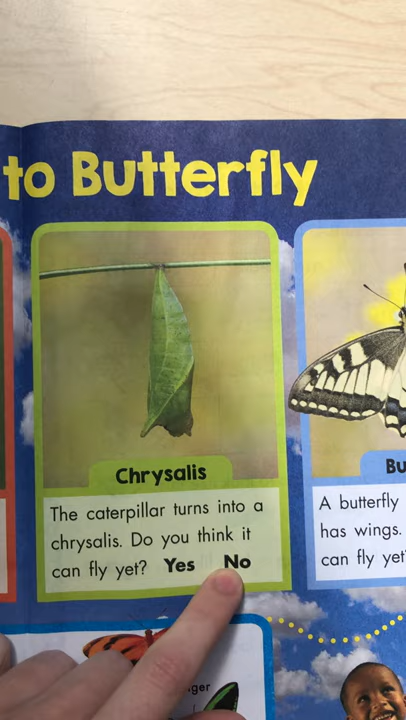 to Butterfly
Chrysalis
The caterpillar turns into a
chrysalis. Do you think it
can fly yet? Yes No
Bu
A butterfly
has wings.
can fly yet
ger